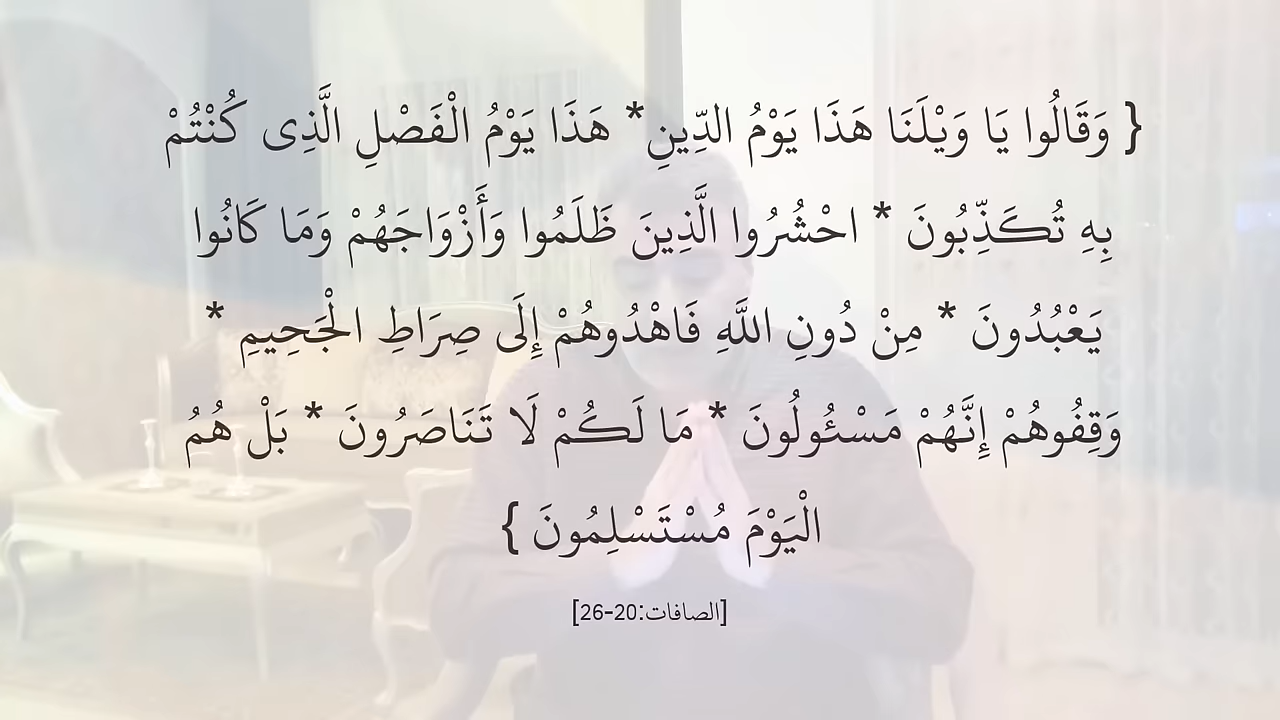 { وَقَالُوا يَا وَيْلَنَا هَذَا يَوْمُ الدِّينِ * هَذَا يَوْمُ الْفَصْلِ الَّذِى كُنْتُمْ
بِهِ تُكَذِّبُونَ * احْشُرُوا الَّذِينَ ظَلَمُوا وَأَزْوَاجَهُمْ وَمَا كَانُوا
يَعْبُدُونَ * مِنْ دُونِ اللَّهِ فَاهْدُوهُمْ إِلَى صِرَاطِ الْجَحِيمِ *
وَقِفُوهُمْ إِنَّهُمْ مَسْئُولُونَ * مَا لَكُمْ لَا تَنَاصَرُونَ * بَلْ هُمُ
الْيَوْمَ مُسْتَسْلِمُونَ }
[الصافات:20-26]